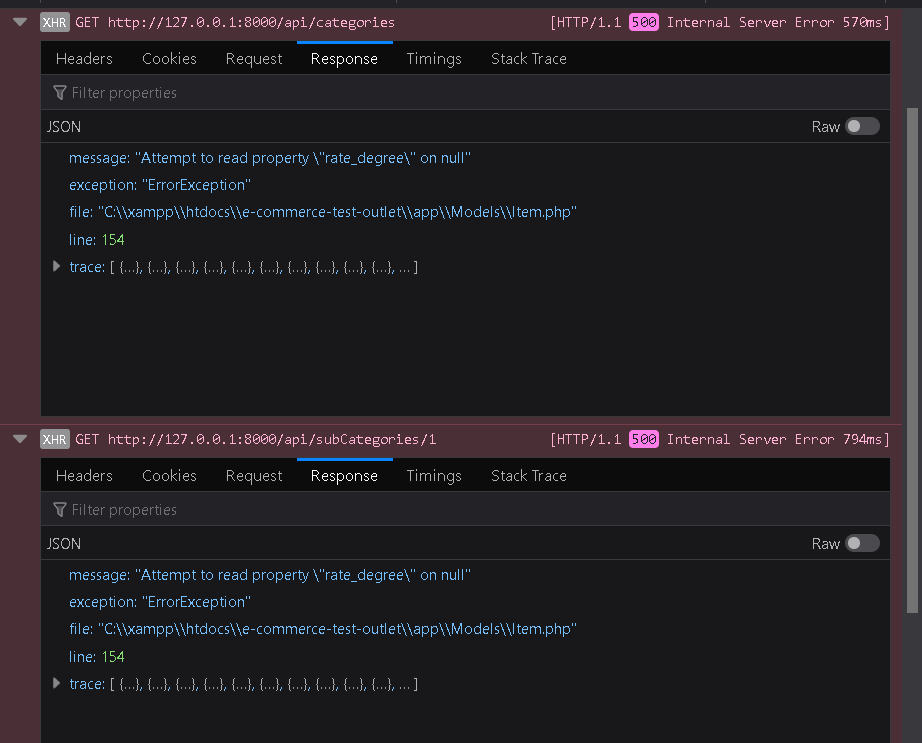 XHR GET http://127.0.0.1:8000/api/categories [HTTP/1.1 500 Internal Server Error 570ms]
Headers Cookies Request Response Timings Stack Trace
Filter properties
JSON Raw
message: "Attempt to read property \"rate_degree\" on null"
exception: "ErrorException"
file: "C:\\xampp\\htdocs\\e-commerce-test-outlet\\app\\Models\\Item.php"
line: 154
trace: [ {…}, {…}, {…}, {…}, {…}, {…}, {…}, {…}, {…}, {…}, … ]
XHR GET http://127.0.0.1:8000/api/subCategories/1 [HTTP/1.1 500 Internal Server Error 794ms]
Headers Cookies Request Response Timings Stack Trace
Filter properties
JSON Raw
message: "Attempt to read property \"rate_degree\" on null"
exception: "ErrorException"
file: "C:\\xampp\\htdocs\\e-commerce-test-outlet\\app\\Models\\Item.php"
line: 154
trace: [ {…}, {…}, {…}, {…}, {…}, {…}, {…}, {…}, {…}, {…}, … ]